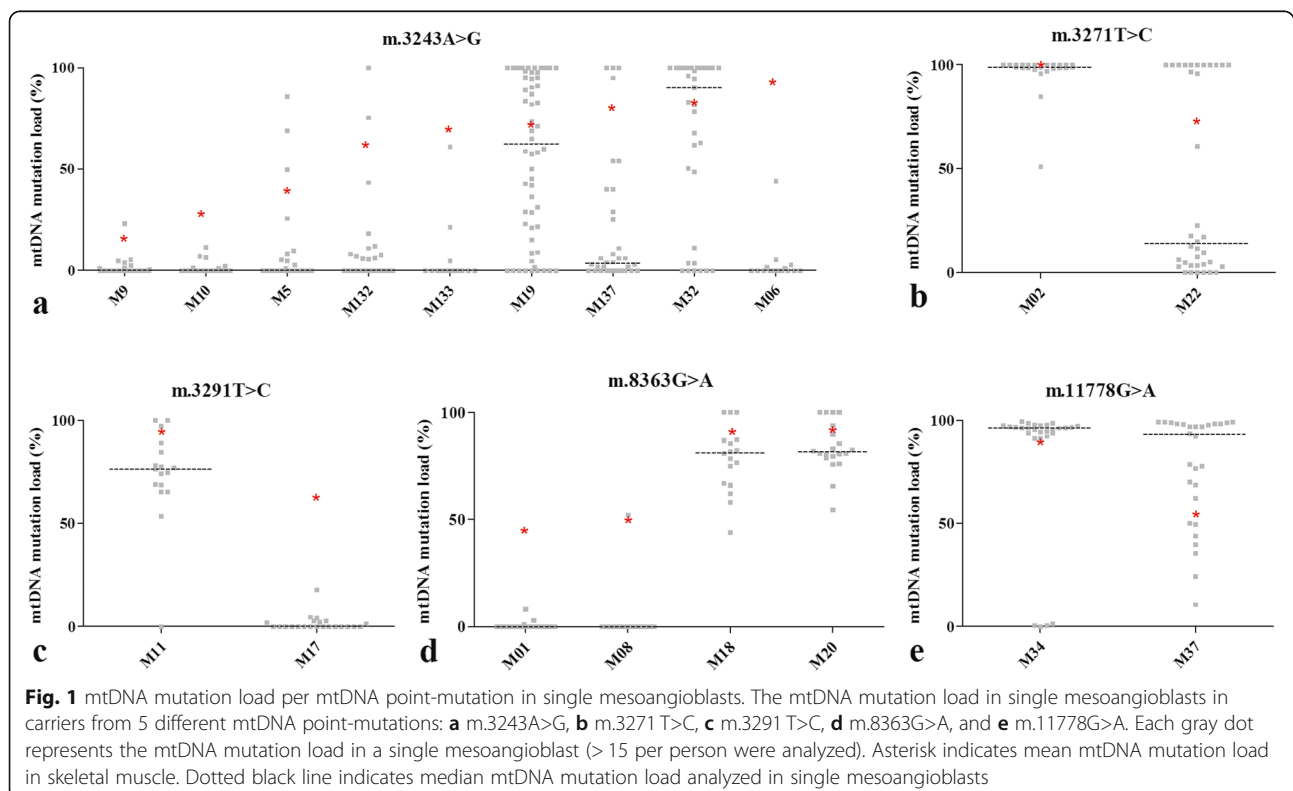 m.3243A>G
mtDNA mutation load (%)
100
50
0
M9 M10 M5 M132 M133 M19 M137 M32 M06
a
m.3271T>C
mtDNA mutation load (%)
100
50
0
M02 M22
b
m.3291T>C
mtDNA mutation load (%)
100
50
0
M11 M17
c
m.8363G>A
mtDNA mutation load (%)
100
50
0
M01 M08 M18 M20
d
m.11778G>A
mtDNA mutation load (%)
100
50
0
M34 M37
e
Fig. 1 mtDNA mutation load per mtDNA point-mutation in single mesoangioblasts. The mtDNA mutation load in single mesoangioblasts in
carriers from 5 different mtDNA point-mutations: a m.3243A>G, b m.3271 T>C, c m.3291 T>C, d m.8363G>A, and e m.11778G>A. Each gray dot
represents the mtDNA mutation load in a single mesoangioblast (> 15 per person were analyzed). Asterisk indicates mean mtDNA mutation load
in skeletal muscle. Dotted black line indicates median mtDNA mutation load analyzed in single mesoangioblasts